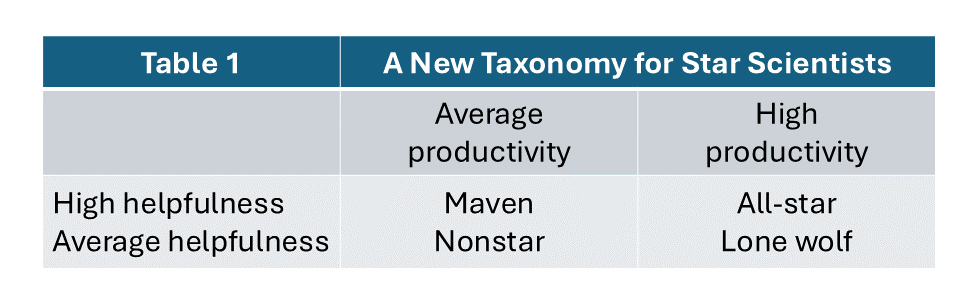 Table 1 A New Taxonomy for Star Scientists
Average High
productivity productivity
High helpfulness Maven All-star
Average helpfulness Nonstar Lone wolf